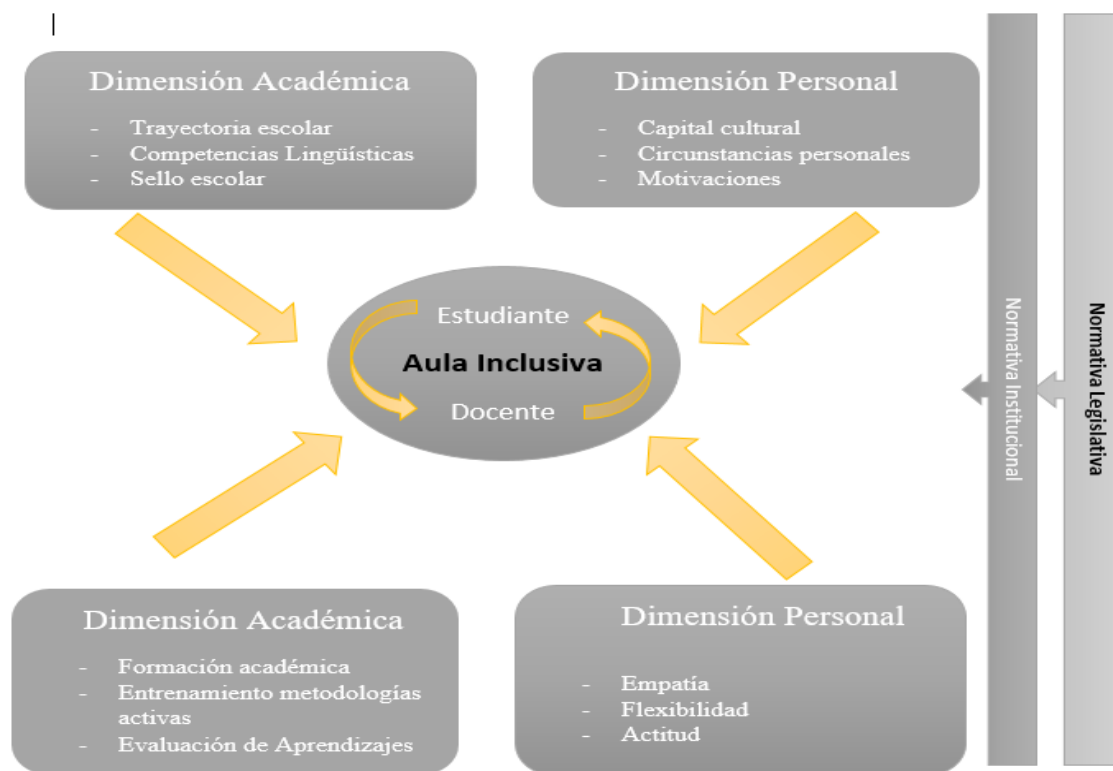 Dimensión Académica
- Trayectoria escolar
- Competencias Lingüísticas
- Sello escolar
Dimensión Personal
- Capital cultural
- Circunstancias personales
- Motivaciones
Estudiante
Aula Inclusiva
Docente
Dimensión Académica
- Formación académica
- Entrenamiento metodologías
activas
- Evaluación de Aprendizajes
Dimensión Personal
- Empatía
- Flexibilidad
- Actitud
Normativa Institucional
Normativa Legislativa